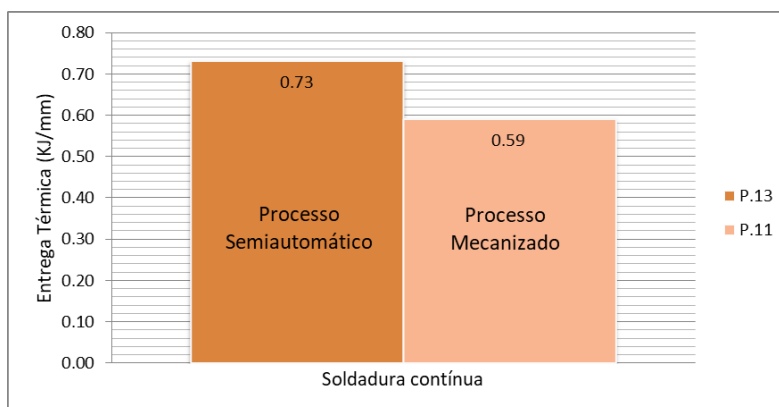 Entrega Térmica (KJ/mm)
0.80
0.70
0.60
0.50
0.40
0.30
0.20
0.10
0.00
0.73
0.59
Processo
Semiautomático
Processo
Mecanizado
Soldadura contínua
P.13
P.11